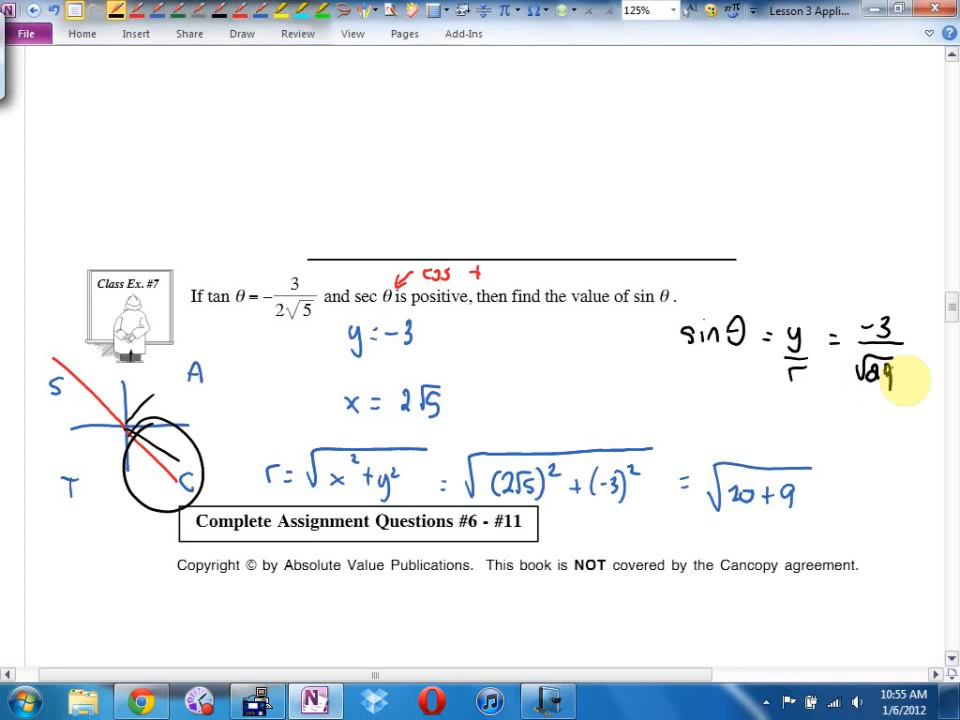 125% Lesson 3 Appli...
File Home Insert Share Draw Review View Pages Add-Ins
cos +
Class Ex. #7
If tan θ = − 3/(2√5) and sec θ is positive, then find the value of sin θ .
y = -3
sin θ = y/r = -3/√29
S A
x = 2√5
T C
r = √(x² + y²) = √((2√5)² + (-3)²) = √(20 + 9)
Complete Assignment Questions #6 - #11
Copyright © by Absolute Value Publications. This book is NOT covered by the Cancopy agreement.
10:55 AM
1/6/2012